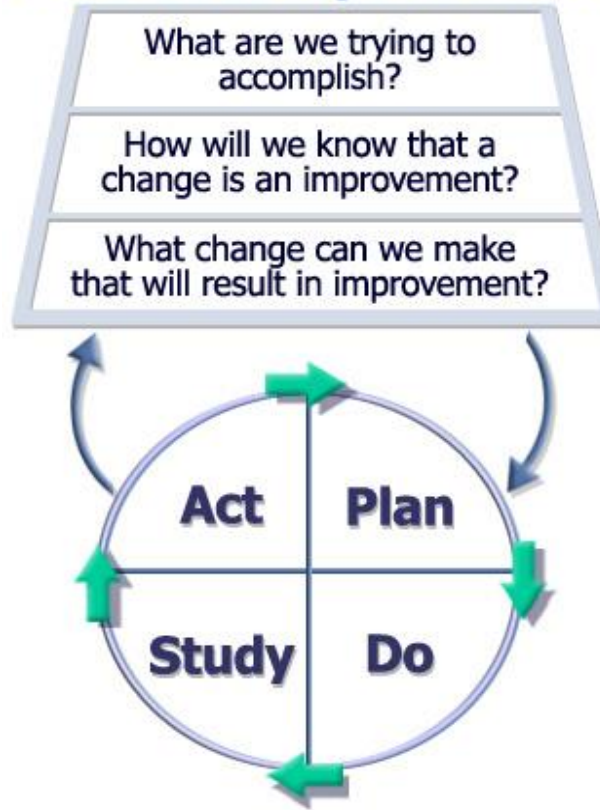 What are we trying to
accomplish?
How will we know that a
change is an improvement?
What change can we make
that will result in improvement?
Act
Plan
Study
Do